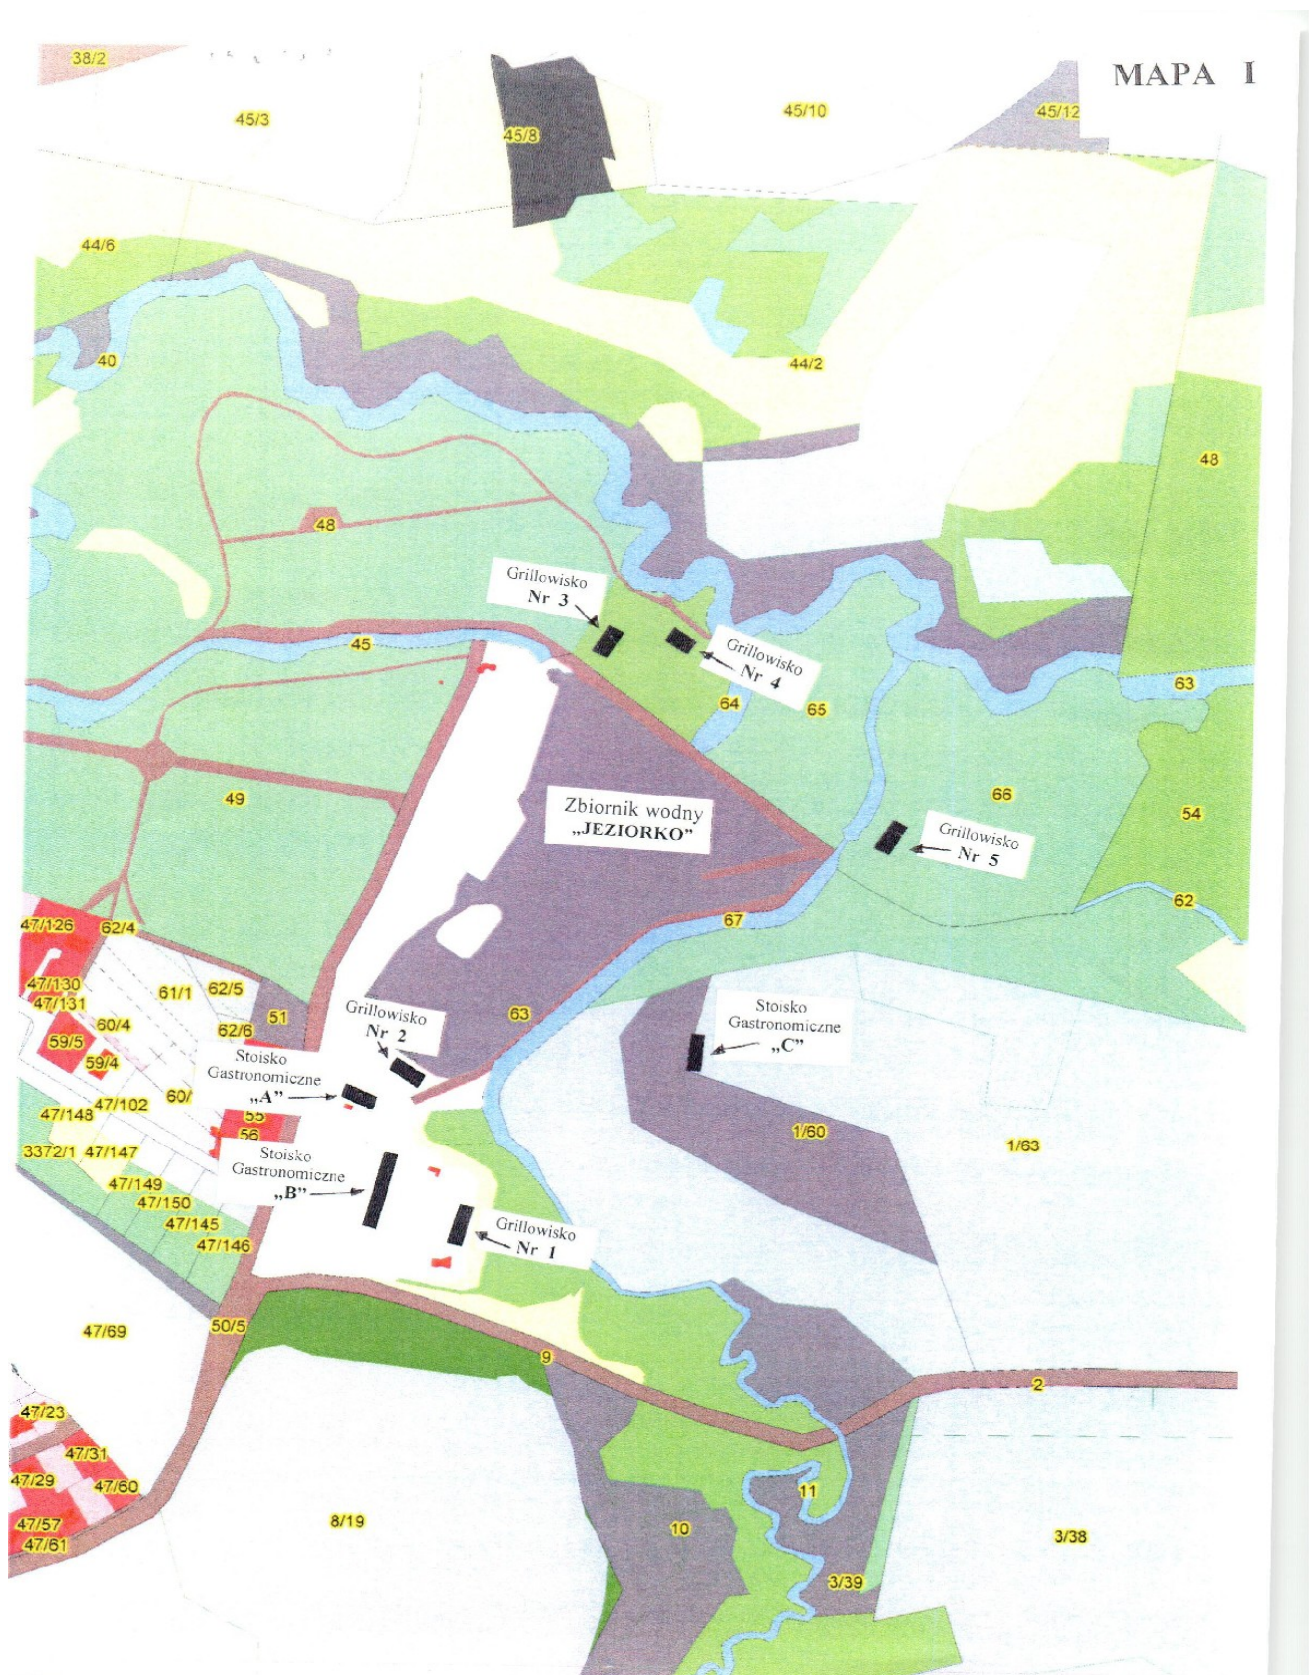 MAPA I
38/2
45/3
45/8
45/10
45/12
44/6
40
44/2
48
48
Grillowisko
Nr 3
45
Grillowisko
Nr 4
64
65
63
49
Zbiornik wodny
„JEZIORKO”
66
54
Grillowisko
Nr 5
62
47/126
62/4
67
47/130
47/131
61/1
62/5
51
62/6
60/4
59/5
59/4
63
Grillowisko
Nr 2
Stoisko
Gastronomiczne
„C”
Stoisko
Gastronomiczne
„A”
47/148
47/102
60/
55
56
3372/1
47/147
47/149
47/150
47/145
47/146
Stoisko
Gastronomiczne
„B”
1/60
1/63
Grillowisko
Nr 1
47/69
50/5
9
2
47/23
47/31
47/29
47/60
47/57
47/61
8/19
10
11
3/38
3/39